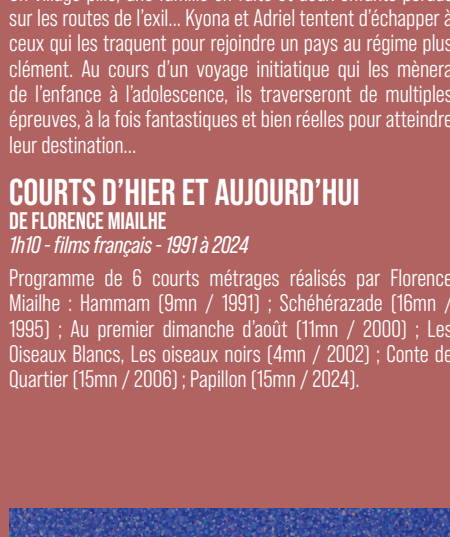 sur les routes de l'exil... Kyona et Adriel tentent d'échapper à
ceux qui les traquent pour rejoindre un pays au régime plus
clément. Au cours d'un voyage initiatique qui les mènera
de l'enfance à l'adolescence, ils traverseront de multiples
épreuves, à la fois fantastiques et bien réelles pour atteindre
leur destination...
COURTS D'HIER ET AUJOURD'HUI
DE FLORENCE MIAILHE
1h10 - films français - 1991 à 2024
Programme de 6 courts métrages réalisés par Florence
Miailhe : Hammam (9mn / 1991) ; Schéhérazade (16mn /
1995) ; Au premier dimanche d'août (11mn / 2000) ; Les
Oiseaux Blancs, Les oiseaux noirs (4mn / 2002) ; Conte de
Quartier (15mn / 2006) ; Papillon (15mn / 2024).